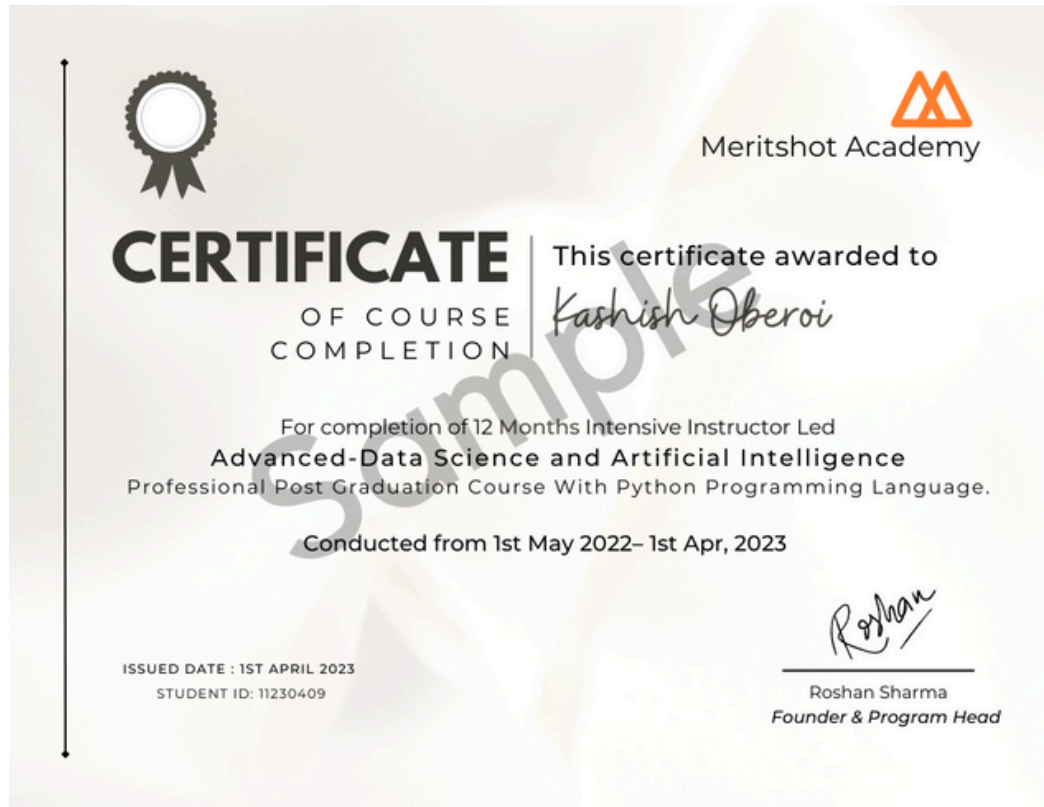 Meritshot Academy
CERTIFICATE
OF COURSE
COMPLETION
This certificate awarded to
Kashish Oberoi
Sample
For completion of 12 Months Intensive Instructor Led
Advanced-Data Science and Artificial Intelligence
Professional Post Graduation Course With Python Programming Language.
Conducted from 1st May 2022– 1st Apr, 2023
ISSUED DATE : 1ST APRIL 2023
STUDENT ID: 11230409
Roshan
Roshan Sharma
Founder & Program Head